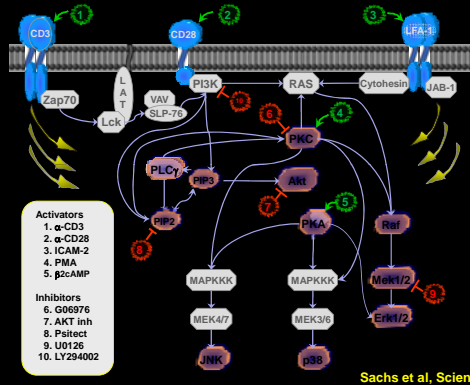 1
2
3
CD3
CD28
LFA-1
PI3K
10
RAS
Cytohesin
JAB-1
Zap70
L
A
T
Lck
VAV
SLP-76
6
4
PKC
PLCγ
PIP3
Akt
7
5
PIP2
8
PKA
Raf
MAPKKK
MAPKKK
Mek1/2
9
MEK4/7
MEK3/6
Erk1/2
JNK
p38
Activators
1. α-CD3
2. α-CD28
3. ICAM-2
4. PMA
5. β2cAMP
Inhibitors
6. G06976
7. AKT inh
8. Psitect
9. U0126
10. LY294002
Sachs et al, Scien